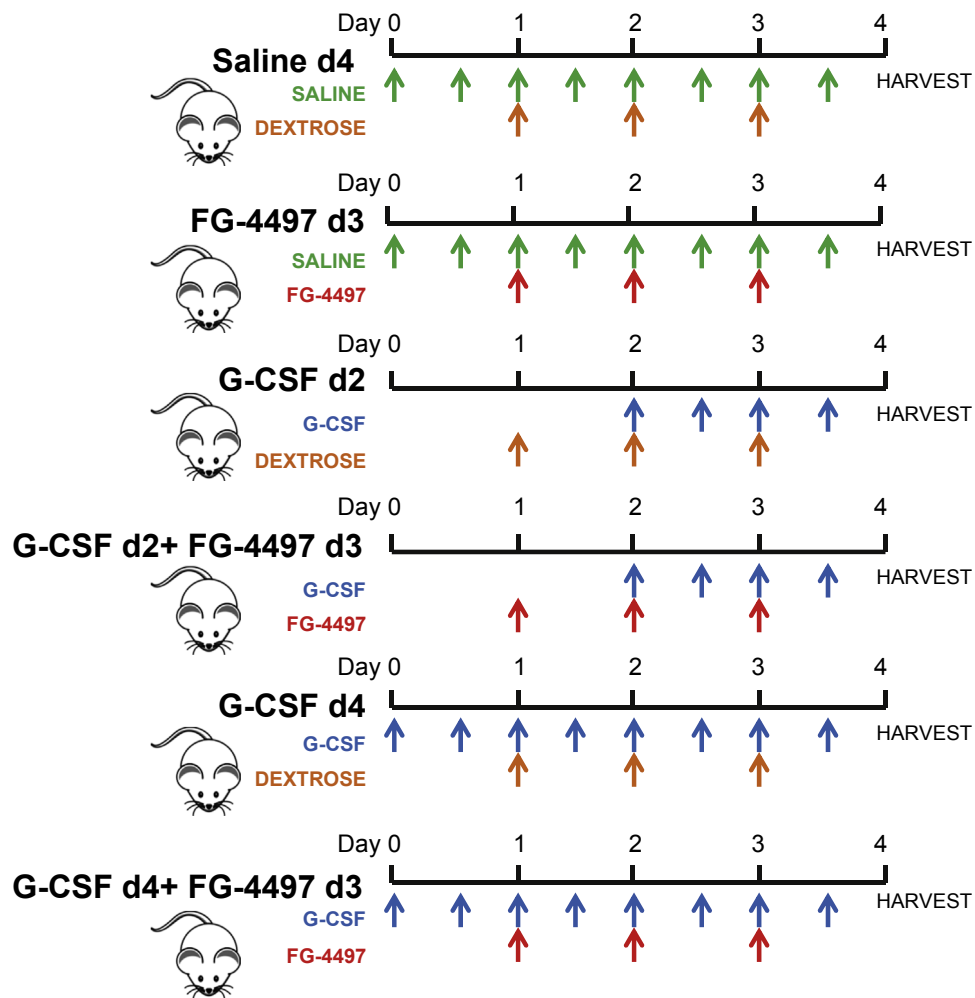 Day 0 1 2 3 4
Saline d4
SALINE
HARVEST
DEXTROSE
Day 0 1 2 3 4
FG-4497 d3
SALINE
HARVEST
FG-4497
Day 0 1 2 3 4
G-CSF d2
G-CSF
HARVEST
DEXTROSE
Day 0 1 2 3 4
G-CSF d2+ FG-4497 d3
G-CSF
HARVEST
FG-4497
Day 0 1 2 3 4
G-CSF d4
G-CSF
HARVEST
DEXTROSE
Day 0 1 2 3 4
G-CSF d4+ FG-4497 d3
G-CSF
HARVEST
FG-4497